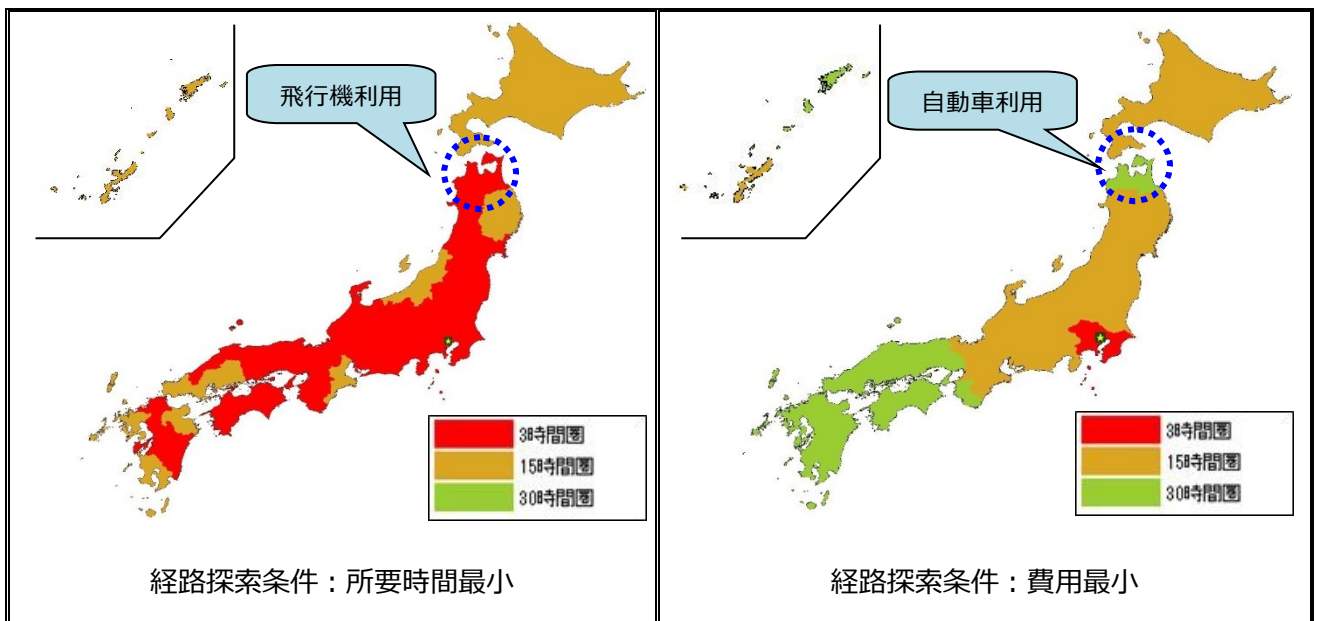 飛行機利用
3時間圏
15時間圏
30時間圏
経路探索条件：所要時間最小
自動車利用
3時間圏
15時間圏
30時間圏
経路探索条件：費用最小